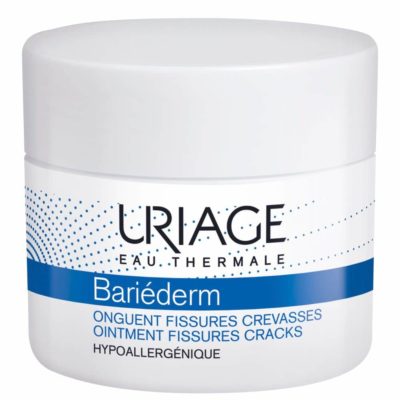 URIAGE
EAU THERMALE
Bariéderm
ONGUENT FISSURES CREVASSES
OINTMENT FISSURES CRACKS
HYPOALLERGÉNIQUE